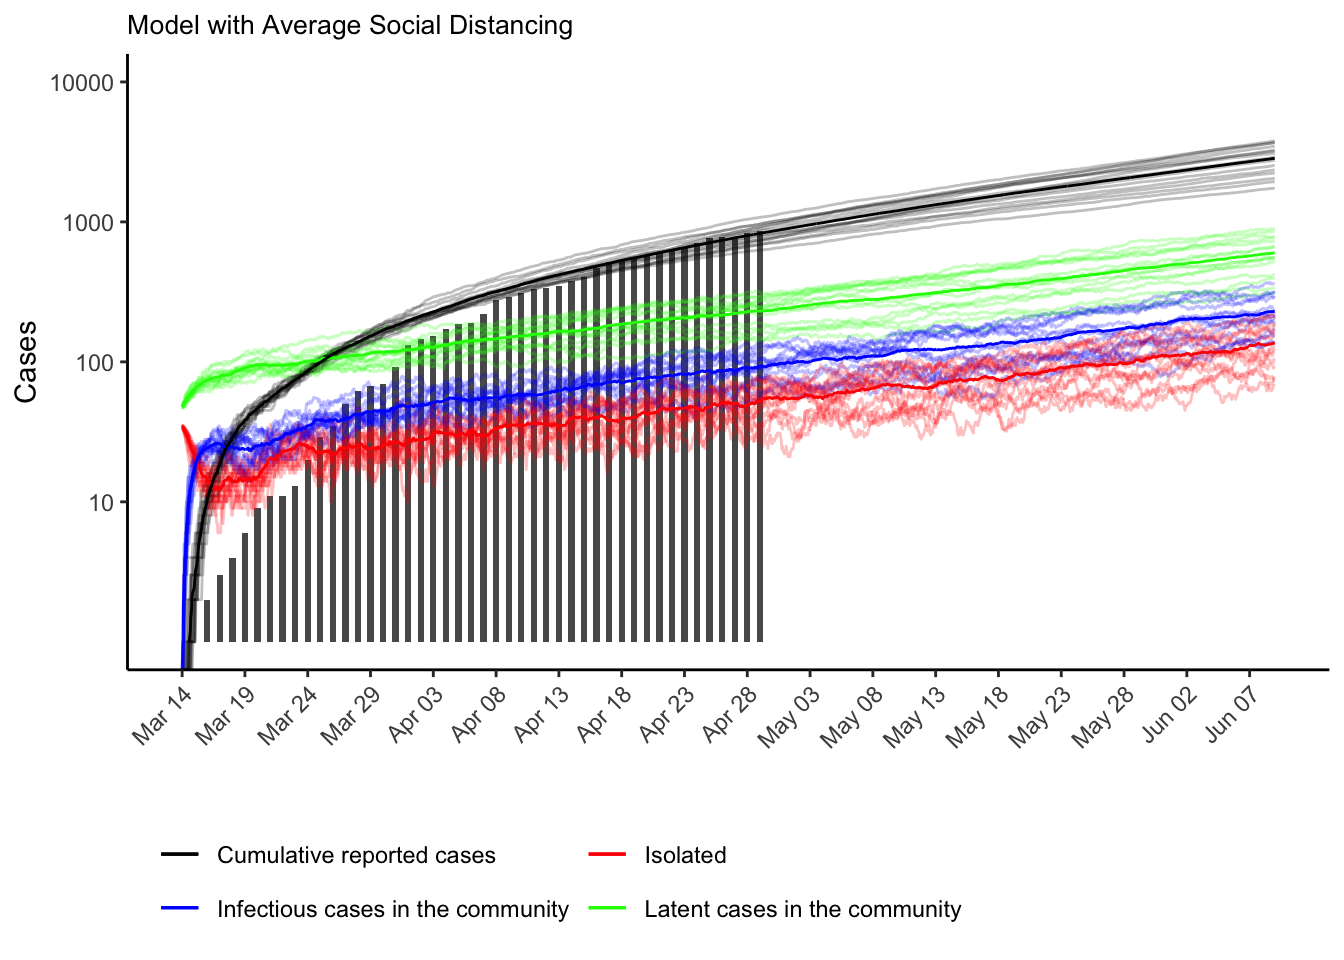 Model with Average Social Distancing
10000
1000
100
10
Cases
Mar 14
Mar 19
Mar 24
Mar 29
Apr 03
Apr 08
Apr 13
Apr 18
Apr 23
Apr 28
May 03
May 08
May 13
May 18
May 23
May 28
Jun 02
Jun 07
Cumulative reported cases
Isolated
Infectious cases in the community
Latent cases in the community